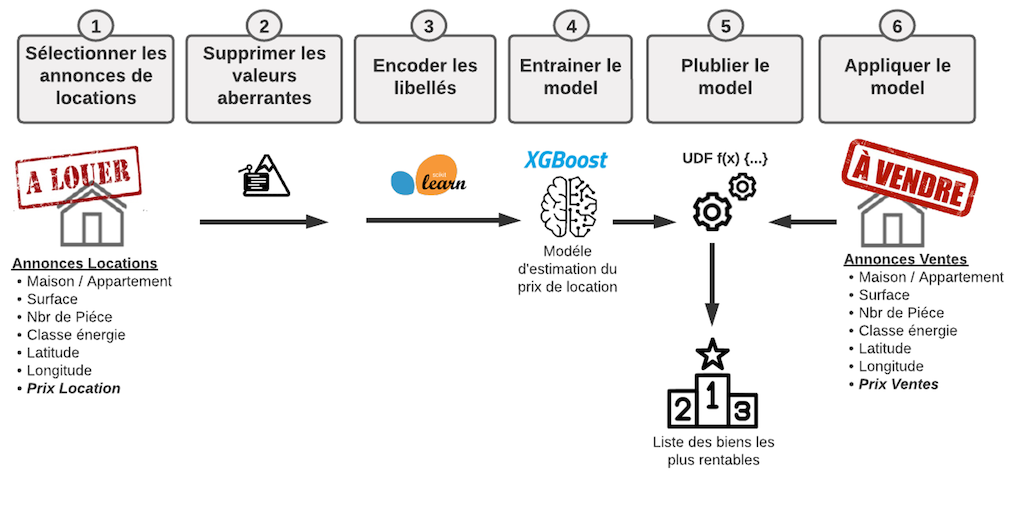 1
Sélectionner les
annonces de
locations
2
Supprimer les
valeurs
aberrantes
3
Encoder les
libellés
4
Entrainer le
model
5
Plublier le
model
6
Appliquer le
model
A LOUER
scikit
learn
XGBoost
UDF f(x) {...}
À VENDRE
Modéle
d'estimation du
prix de location
Annonces Locations
• Maison / Appartement
• Surface
• Nbr de Piéce
• Classe énergie
• Latitude
• Longitude
• Prix Location
Annonces Ventes
• Maison / Appartement
• Surface
• Nbr de Piéce
• Classe énergie
• Latitude
• Longitude
• Prix Ventes
2
1
3
Liste des biens les
plus rentables